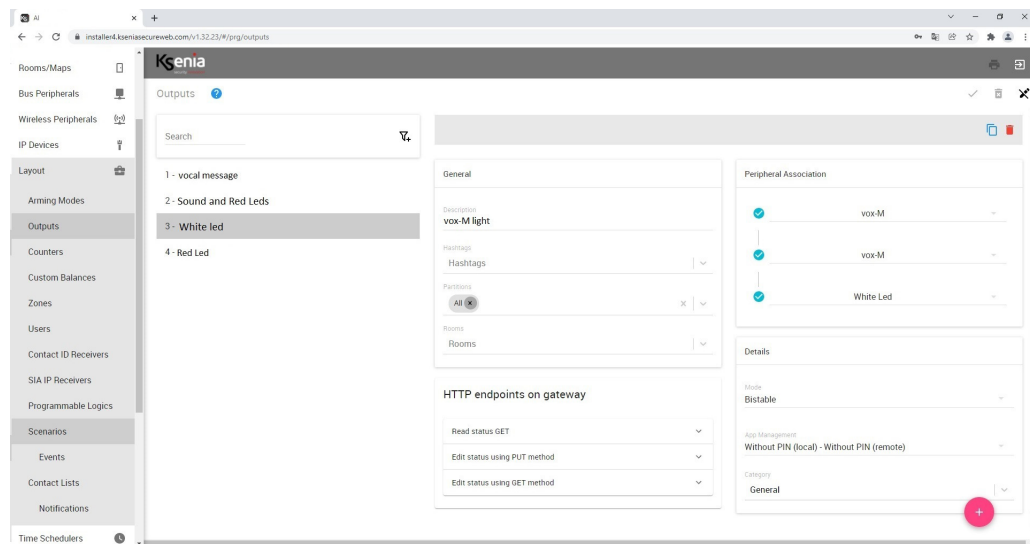 AI
installer4.kseniasecureweb.com/v1.32.23/#/prg/outputs
Rooms/Maps
Bus Peripherals
Wireless Peripherals
IP Devices
Layout
Arming Modes
Outputs
Counters
Custom Balances
Zones
Users
Contact ID Receivers
SIA IP Receivers
Programmable Logics
Scenarios
Events
Contact Lists
Notifications
Time Schedulers
Ksenia
Outputs
Search
1 - vocal message
2 - Sound and Red Leds
3 - White led
4 - Red Led
General
Description
vox-M light
Hashtags
Hashtags
Partitions
All
Rooms
Rooms
HTTP endpoints on gateway
Read status GET
Edit status using PUT method
Edit status using GET method
Peripheral Association
vox-M
vox-M
White Led
Details
Mode
Bistable
App Management
Without PIN (local) - Without PIN (remote)
Category
General